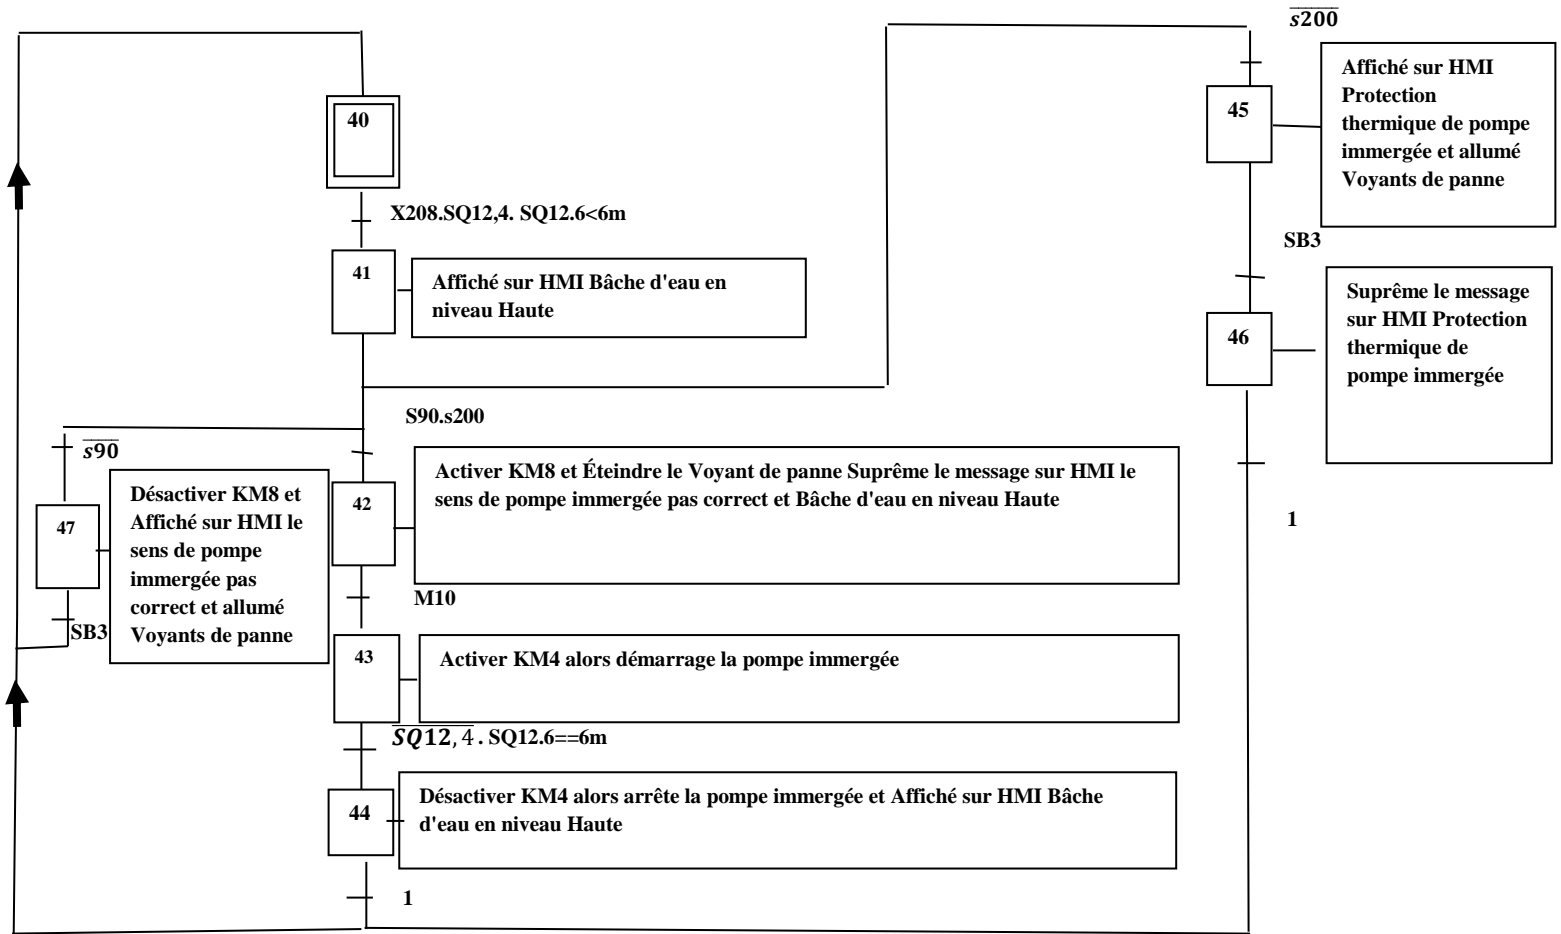 s200
Affiché sur HMI
Protection
thermique de pompe
immergée et allumé
Voyants de panne
45
40
X208.SQ12,4. SQ12.6<6m
SB3
41
Affiché sur HMI Bâche d'eau en
niveau Haute
Suprême le message
sur HMI Protection
thermique de
pompe immergée
46
S90.s200
s90
Activer KM8 et Éteindre le Voyant de panne Suprême le message sur HMI le
sens de pompe immergée pas correct et Bâche d'eau en niveau Haute
42
Désactiver KM8 et
Affiché sur HMI le
sens de pompe
immergée pas
correct et allumé
Voyants de panne
47
1
M10
SB3
43
Activer KM4 alors démarrage la pompe immergée
SQ12,4 . SQ12.6==6m
44
Désactiver KM4 alors arrête la pompe immergée et Affiché sur HMI Bâche
d'eau en niveau Haute
1